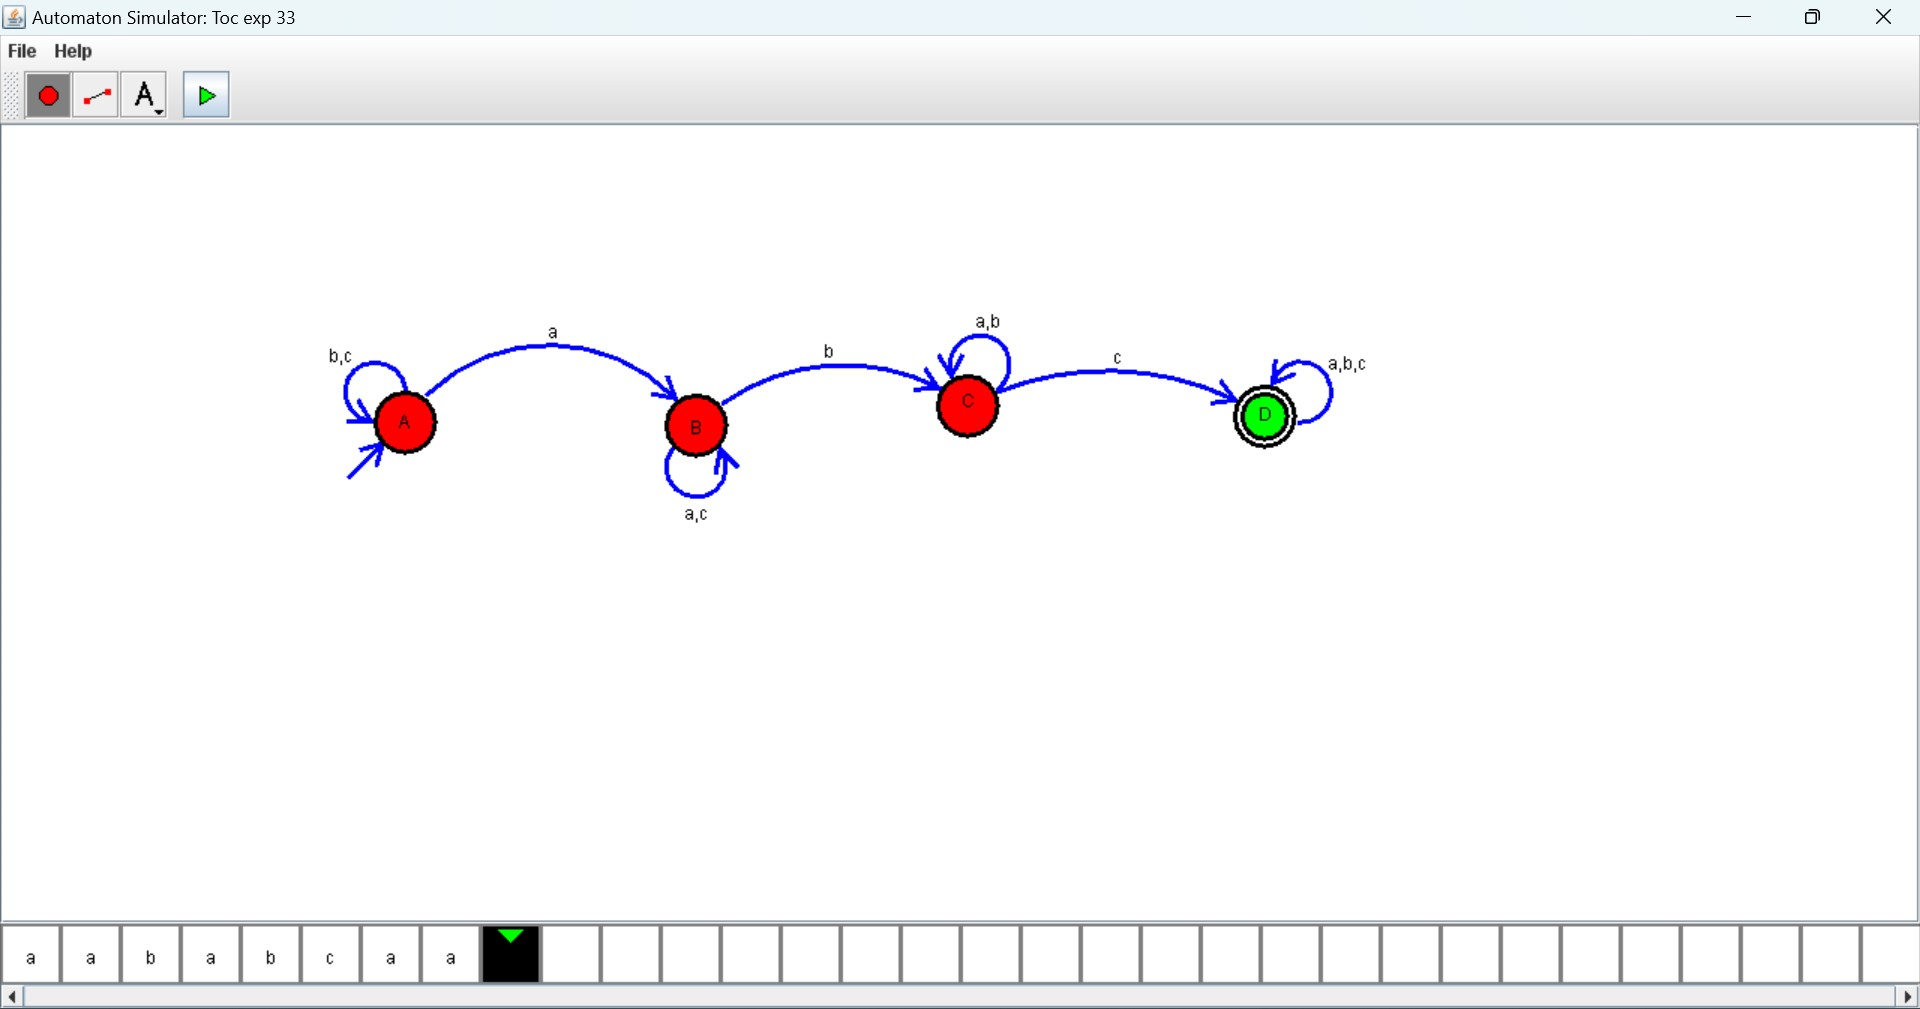 Automaton Simulator: Toc exp 33
File Help
A
a,b
a
b
b,c
c
a,b,c
A
B
C
D
a,c
a a b a b c a a